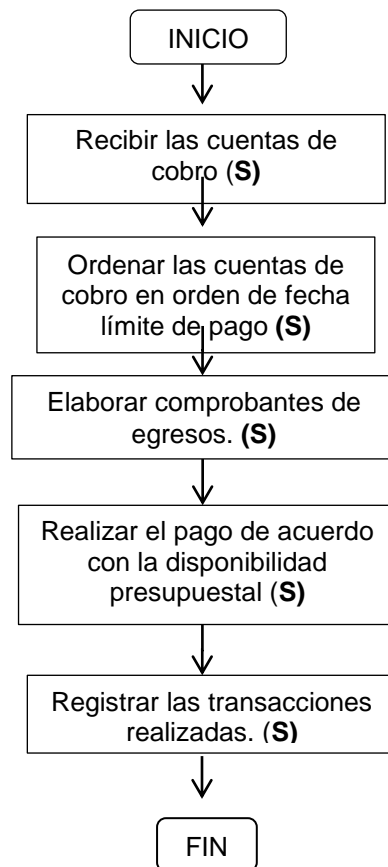 INICIO
Recibir las cuentas de
cobro (S)
Ordenar las cuentas de
cobro en orden de fecha
límite de pago (S)
Elaborar comprobantes de
egresos. (S)
Realizar el pago de acuerdo
con la disponibilidad
presupuestal (S)
Registrar las transacciones
realizadas. (S)
FIN